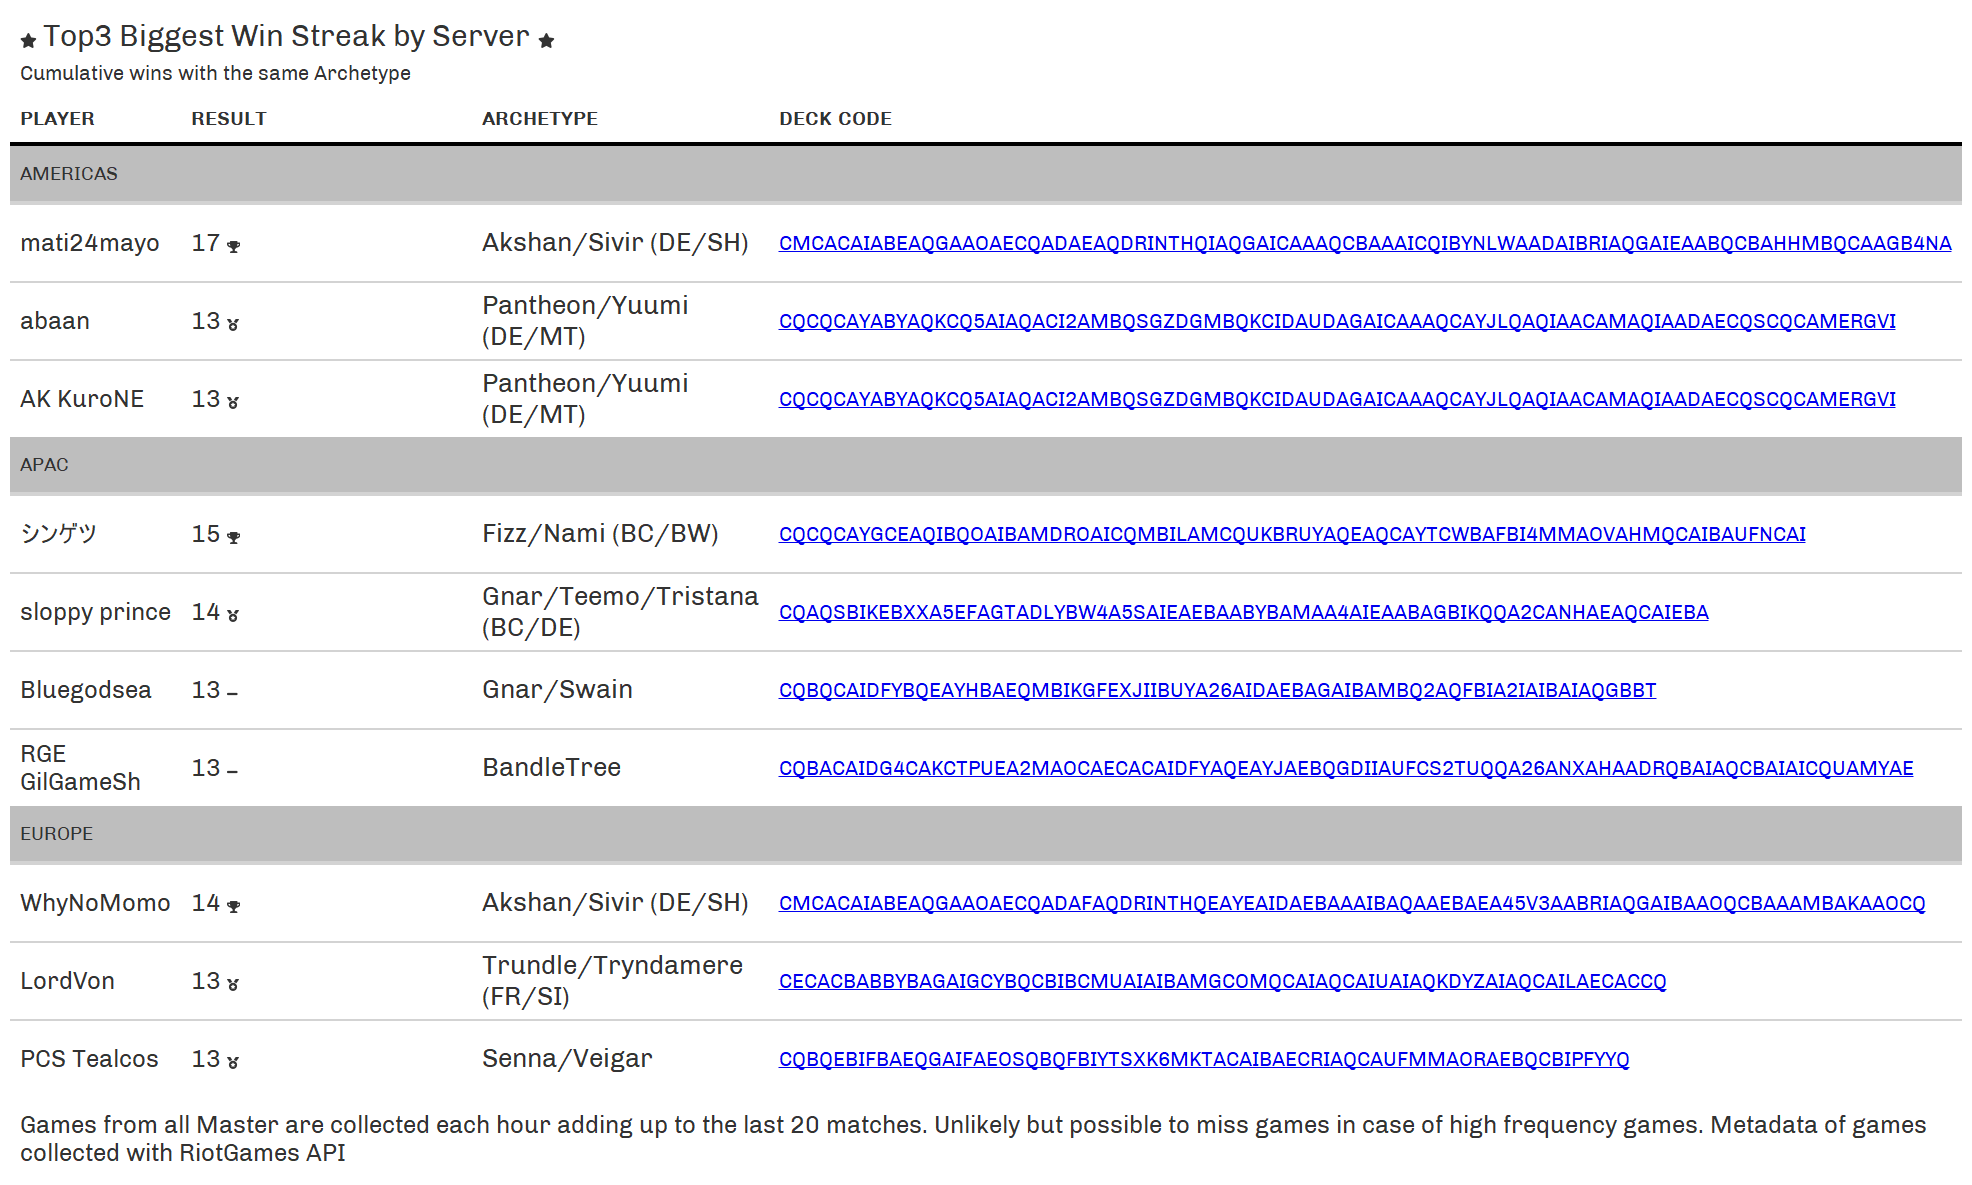 ★ Top3 Biggest Win Streak by Server ★
Cumulative wins with the same Archetype
PLAYER RESULT ARCHETYPE DECK CODE
AMERICAS
mati24mayo 17 Akshan/Sivir (DE/SH) CMCACAIABEAQGAAOAECQADAEAQDRINTHQIAQGAICAAAQCBAAAICQIBYNLWAADAIBRIAQGAIEAABQCBAHHMBQCAAGB4NA
abaan 13 Pantheon/Yuumi (DE/MT) CQCQCAYABYAQKCQ5AIAQACI2AMBQSGZDGMBQKCIDAUDAGAICAAAQCAYJLQAQIAACAMAQIAADAECQSCQCAMERGVI
AK KuroNE 13 Pantheon/Yuumi (DE/MT) CQCQCAYABYAQKCQ5AIAQACI2AMBQSGZDGMBQKCIDAUDAGAICAAAQCAYJLQAQIAACAMAQIAADAECQSCQCAMERGVI
APAC
シンゲツ 15 Fizz/Nami (BC/BW) CQCQCAYGCEAQIBQOAIBAMDROAICQMBILAMCQUKBRUYAQEAQCAYTCWBAFBI4MMAOVAHMQCAIBAUFNCAI
sloppy prince 14 Gnar/Teemo/Tristana (BC/DE) CQAQSBIKEBXXA5EFAGTADLYBW4A5SAIEAEBAABYBAMAA4AIEAABAGBIKQQA2CANHAEAQCAIEBA
Bluegodsea 13 – Gnar/Swain CQBQCAIDFYBQEAYHBAEQMBIKGFEXJIIBUYA26AIDAEBAGAIBAMBQ2AQFBIA2IAIBAIAQGBBT
RGE GilGameSh 13 – BandleTree CQBACAIDG4CAKCTPUEA2MAOCAECACAIDFYAQEAYJAEBQGDIIAUFCS2TUQQA26ANXAHAADRQBAIAQCBAIAICQUAMYAE
EUROPE
WhyNoMomo 14 Akshan/Sivir (DE/SH) CMCACAIABEAQGAAOAECQADAFAQDRINTHQEAYEAIDAEBAAAIBAQAAEBAEA45V3AABRIAQGAIBAAOQCBAAAMBAKAAOCQ
LordVon 13 Trundle/Tryndamere (FR/SI) CECACBABBYBAGAIGCYBQCBIBCMUAIAIBAMGCOMQCAIAQCAIUAIAQKDYZAIAQCAILAECACCQ
PCS Tealcos 13 Senna/Veigar CQBQEBIFBAEQGAIFAEOSQBQFBIYTSXK6MKTACAIBAECRIAQCAUFMMAORAEBQCBIPFYYQ
Games from all Master are collected each hour adding up to the last 20 matches. Unlikely but possible to miss games in case of high frequency games. Metadata of games
collected with RiotGames API